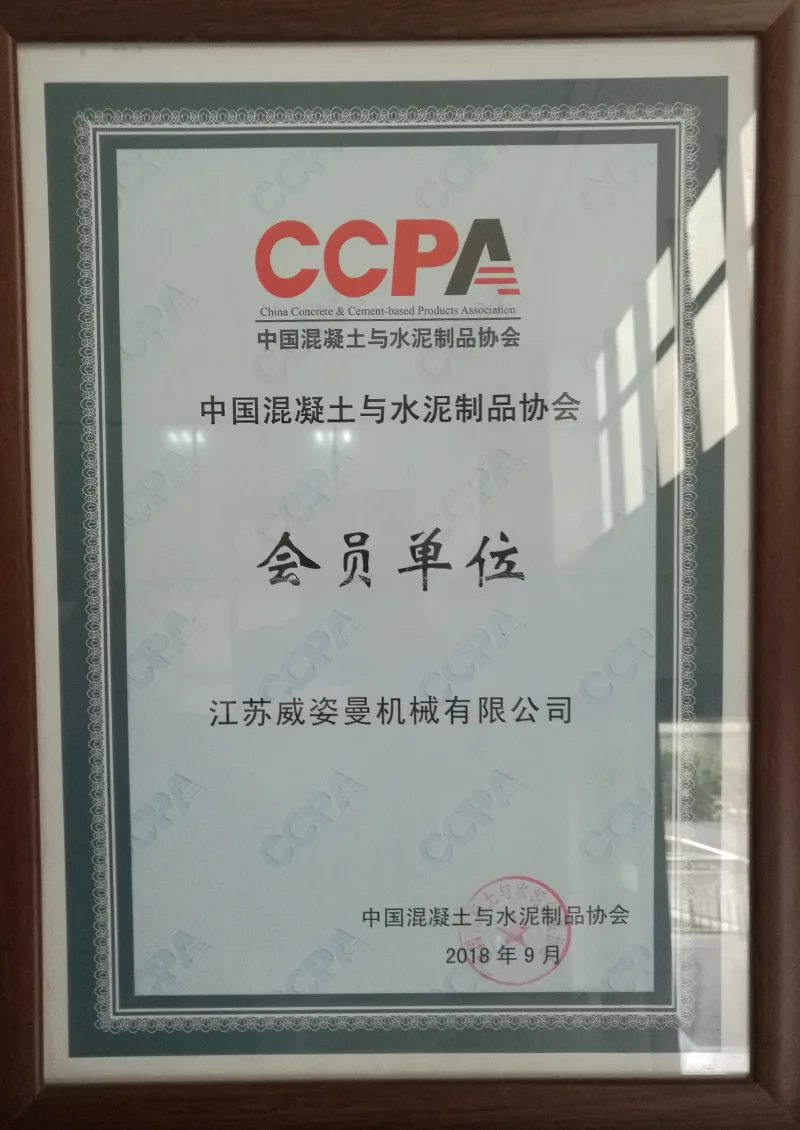 CCPA
China Concrete & Cement-based Products Association
中国混凝土与水泥制品协会
中国混凝土与水泥制品协会
会员单位
江苏威姿曼机械有限公司
中国混凝土与水泥制品协会
2018年9月